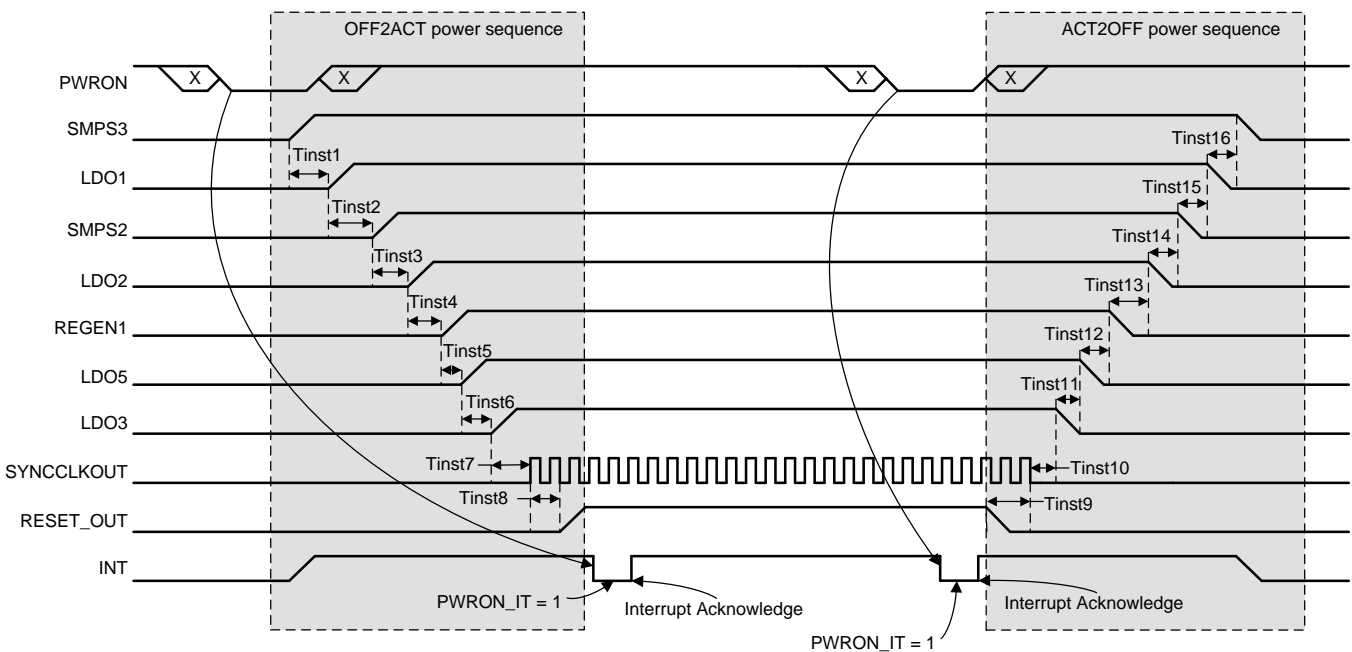 OFF2ACT power sequence
ACT2OFF power sequence
PWRON
X
X
X
X
SMPS3
Tinst1
Tinst16
LDO1
Tinst2
Tinst15
SMPS2
Tinst3
Tinst14
LDO2
Tinst4
Tinst13
REGEN1
Tinst5
Tinst12
LDO5
Tinst6
Tinst11
LDO3
Tinst7
Tinst10
SYNCCLKOUT
Tinst8
Tinst9
RESET_OUT
INT
PWRON_IT = 1
Interrupt Acknowledge
Interrupt Acknowledge
PWRON_IT = 1